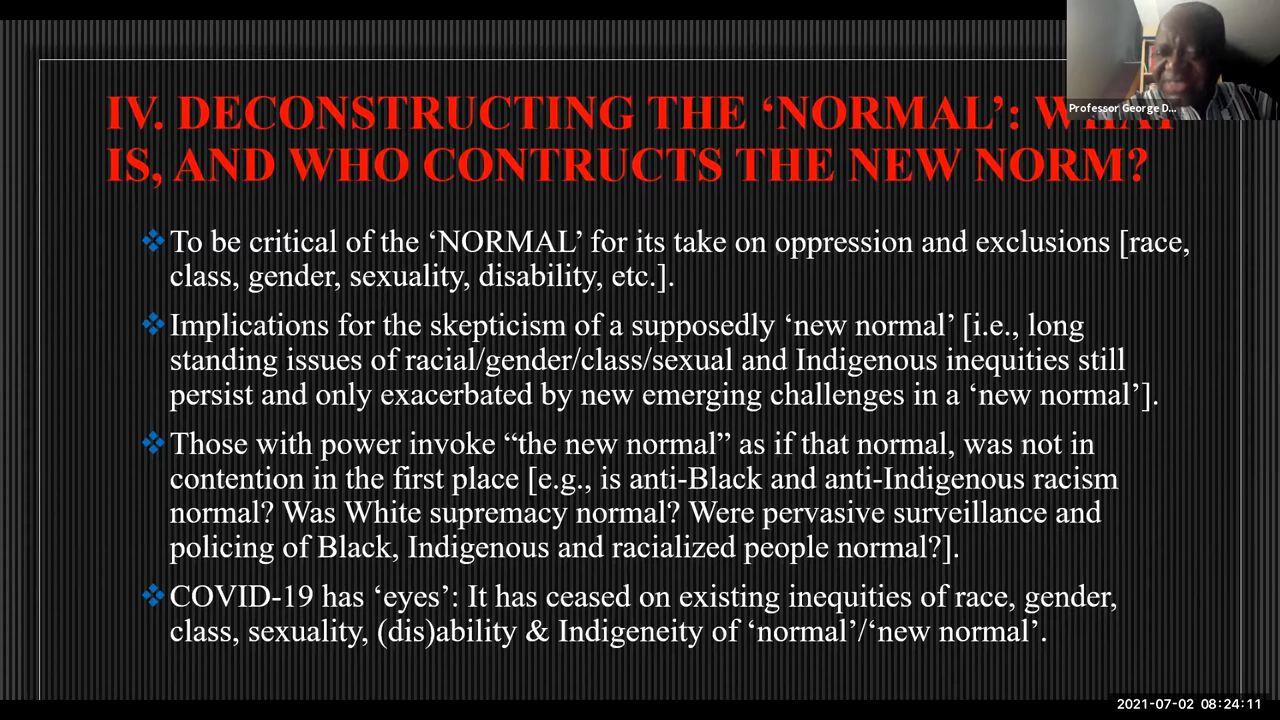 IV. DECONSTRUCTING THE ‘NORMAL’: WHAT
IS, AND WHO CONTRUCTS THE NEW NORM?
Professor George D...
❖To be critical of the ‘NORMAL’ for its take on oppression and exclusions [race,
class, gender, sexuality, disability, etc.].
❖Implications for the skepticism of a supposedly ‘new normal’ [i.e., long
standing issues of racial/gender/class/sexual and Indigenous inequities still
persist and only exacerbated by new emerging challenges in a ‘new normal’].
❖Those with power invoke “the new normal” as if that normal, was not in
contention in the first place [e.g., is anti-Black and anti-Indigenous racism
normal? Was White supremacy normal? Were pervasive surveillance and
policing of Black, Indigenous and racialized people normal?].
❖COVID-19 has ‘eyes’: It has ceased on existing inequities of race, gender,
class, sexuality, (dis)ability & Indigeneity of ‘normal’/‘new normal’.
2021-07-02 08:24:11